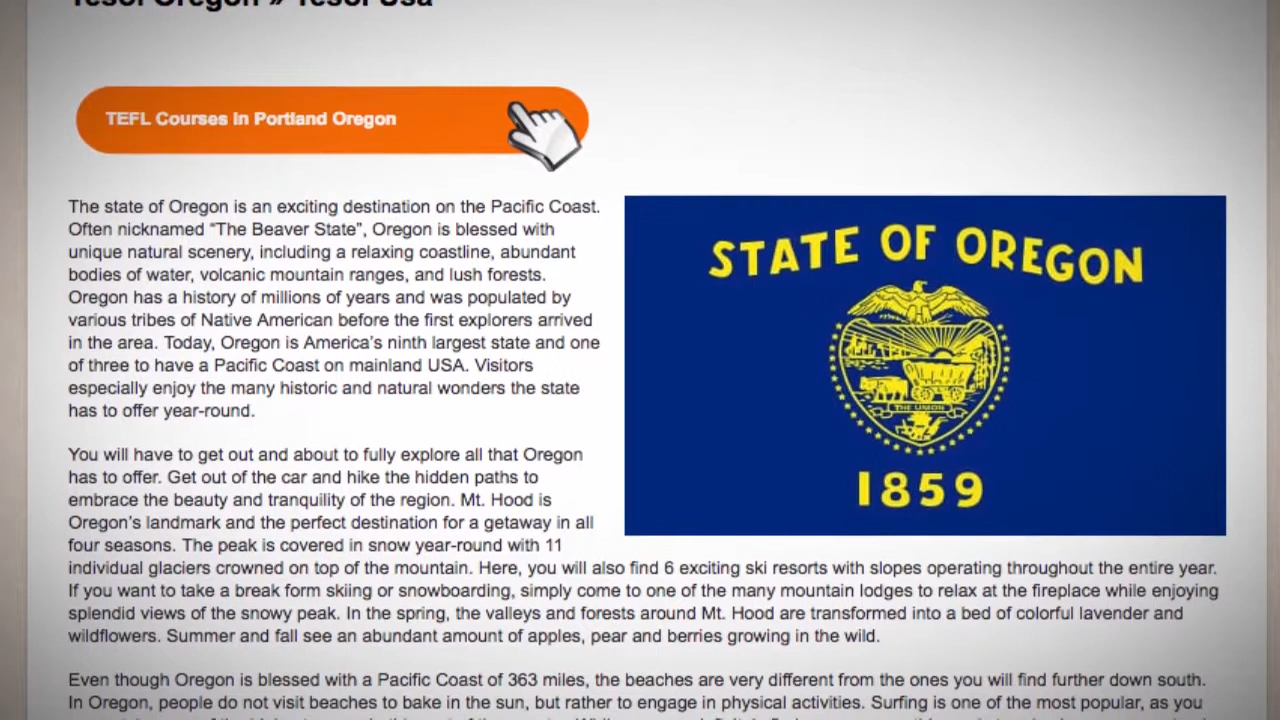 Tesol Oregon » Tesol Usa
TEFL Courses In Portland Oregon
The state of Oregon is an exciting destination on the Pacific Coast.
Often nicknamed “The Beaver State”, Oregon is blessed with
unique natural scenery, including a relaxing coastline, abundant
bodies of water, volcanic mountain ranges, and lush forests.
Oregon has a history of millions of years and was populated by
various tribes of Native American before the first explorers arrived
in the area. Today, Oregon is America’s ninth largest state and one
of three to have a Pacific Coast on mainland USA. Visitors
especially enjoy the many historic and natural wonders the state
has to offer year-round.
STATE OF OREGON
THE UNION
1859
You will have to get out and about to fully explore all that Oregon
has to offer. Get out of the car and hike the hidden paths to
embrace the beauty and tranquility of the region. Mt. Hood is
Oregon’s landmark and the perfect destination for a getaway in all
four seasons. The peak is covered in snow year-round with 11
individual glaciers crowned on top of the mountain. Here, you will also find 6 exciting ski resorts with slopes operating throughout the entire year.
If you want to take a break form skiing or snowboarding, simply come to one of the many mountain lodges to relax at the fireplace while enjoying
splendid views of the snowy peak. In the spring, the valleys and forests around Mt. Hood are transformed into a bed of colorful lavender and
wildflowers. Summer and fall see an abundant amount of apples, pear and berries growing in the wild.
Even though Oregon is blessed with a Pacific Coast of 363 miles, the beaches are very different from the ones you will find further down south.
In Oregon, people do not visit beaches to bake in the sun, but rather to engage in physical activities. Surfing is one of the most popular, as you